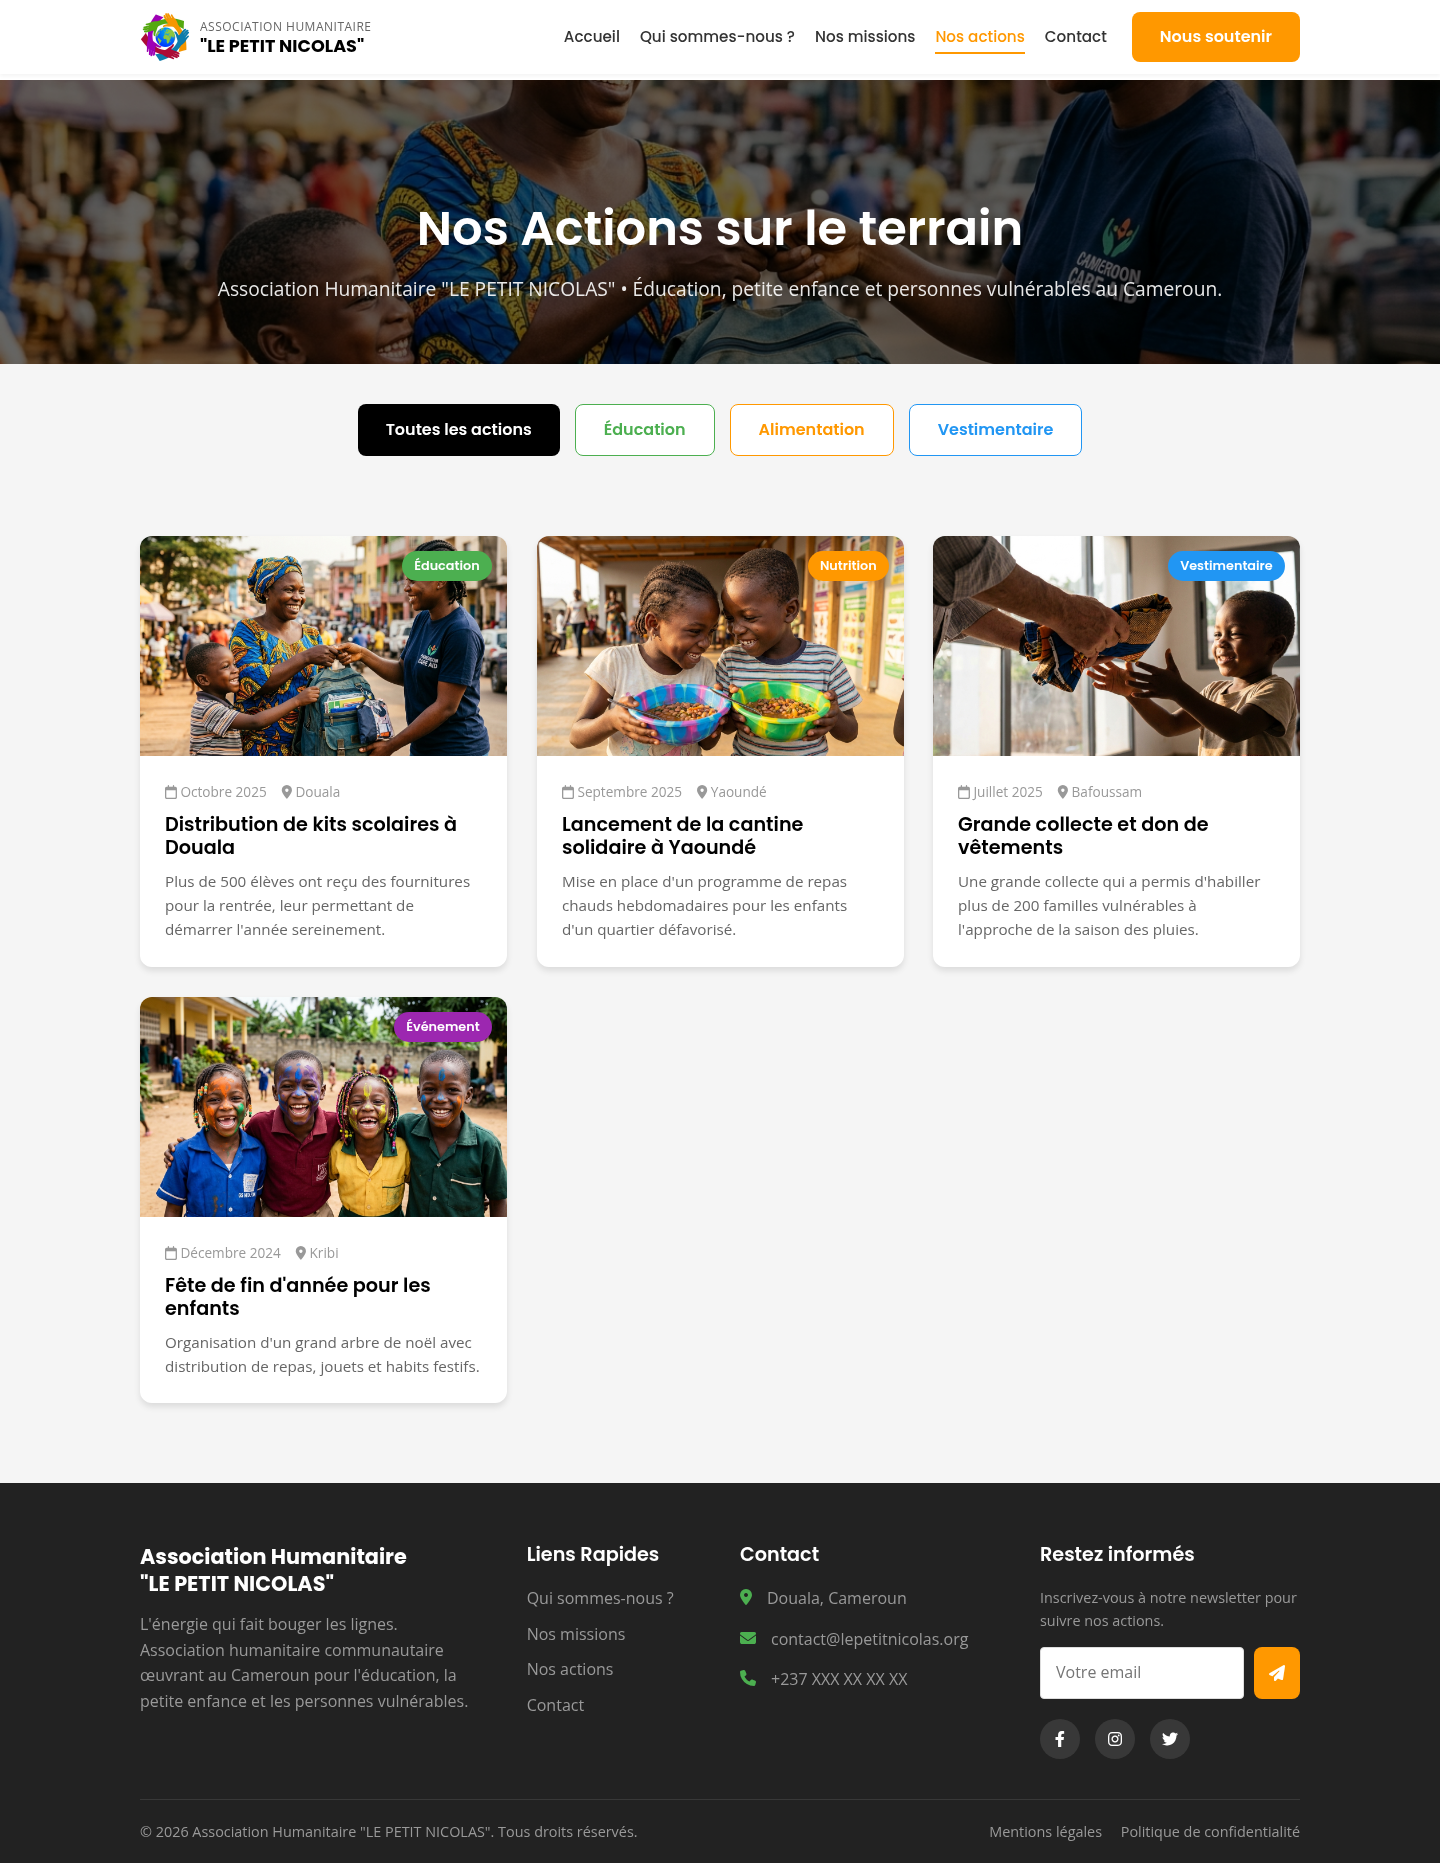 ASSOCIATION HUMANITAIRE
"LE PETIT NICOLAS"
Accueil
Qui sommes-nous ?
Nos missions
Nos actions
Contact
Nous soutenir
CAMEROON
CARE AID
Nos Actions sur le terrain
Association Humanitaire "LE PETIT NICOLAS" • Éducation, petite enfance et personnes vulnérables au Cameroun.
Toutes les actions
Éducation
Alimentation
Vestimentaire
Éducation
CARE AID
Octobre 2025 Douala
Distribution de kits scolaires à
Douala
Plus de 500 élèves ont reçu des fournitures
pour la rentrée, leur permettant de
démarrer l'année sereinement.
Nutrition
Septembre 2025 Yaoundé
Lancement de la cantine
solidaire à Yaoundé
Mise en place d'un programme de repas
chauds hebdomadaires pour les enfants
d'un quartier défavorisé.
Vestimentaire
Juillet 2025 Bafoussam
Grande collecte et don de
vêtements
Une grande collecte qui a permis d'habiller
plus de 200 familles vulnérables à
l'approche de la saison des pluies.
Événement
Décembre 2024 Kribi
Fête de fin d'année pour les
enfants
Organisation d'un grand arbre de noël avec
distribution de repas, jouets et habits festifs.
Association Humanitaire
"LE PETIT NICOLAS"
L'énergie qui fait bouger les lignes.
Association humanitaire communautaire
œuvrant au Cameroun pour l'éducation, la
petite enfance et les personnes vulnérables.
Liens Rapides
Qui sommes-nous ?
Nos missions
Nos actions
Contact
Contact
Douala, Cameroun
contact@lepetitnicolas.org
+237 XXX XX XX XX
Restez informés
Inscrivez-vous à notre newsletter pour
suivre nos actions.
Votre email
© 2026 Association Humanitaire "LE PETIT NICOLAS". Tous droits réservés.
Mentions légales
Politique de confidentialité